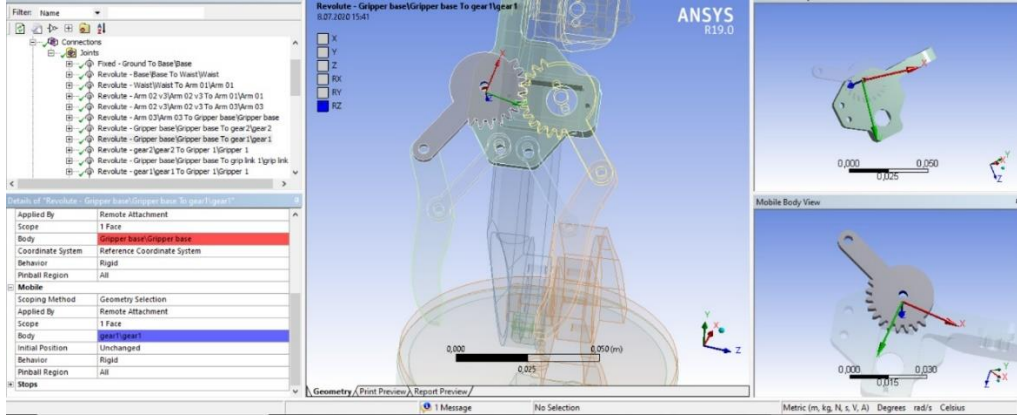 Filter: Name
Connections
Joints
Fixed - Ground To Base\Base
Revolute - Base\Base To Waist\Waist
Revolute - Waist\Waist To Arm 01\Arm 01
Revolute - Arm 02 v3\Arm 02 v3 To Arm 01\Arm 01
Revolute - Arm 02 v3\Arm 02 v3 To Arm 03\Arm 03
Revolute - Arm 03\Arm 03 To Gripper base\Gripper base
Revolute - Gripper base\Gripper base To gear2\gear2
Revolute - Gripper base\Gripper base To gear1\gear1
Revolute - gear2\gear2 To Gripper 1\Gripper 1
Revolute - Gripper base\Gripper base To grip link 1\grip link
Revolute - gear1\gear1 To Gripper 1\Gripper 1
Details of "Revolute - Gripper base\Gripper base To gear1\gear1"
Applied By Remote Attachment
Scope 1 Face
Body Gripper base\Gripper base
Coordinate System Reference Coordinate System
Behavior Rigid
Pinball Region All
Mobile
Scoping Method Geometry Selection
Applied By Remote Attachment
Scope 1 Face
Body gear1\gear1
Initial Position Unchanged
Behavior Rigid
Pinball Region All
Stops
Revolute - Gripper base\Gripper base To gear1\gear1
8.07.2020 15:41
X
Y
Z
RX
RY
RZ
ANSYS
R19.0
X
0,000
0,050 (m)
0,025
Y
X
Z
Geometry Print Preview Report Preview
0,000
0,050
0,025
Y
X
Z
Mobile Body View
X
0,000
0,030
0,015
Y
X
Z
1 Message
No Selection
Metric (m, kg, N, s, V, A) Degrees rad/s Celsius